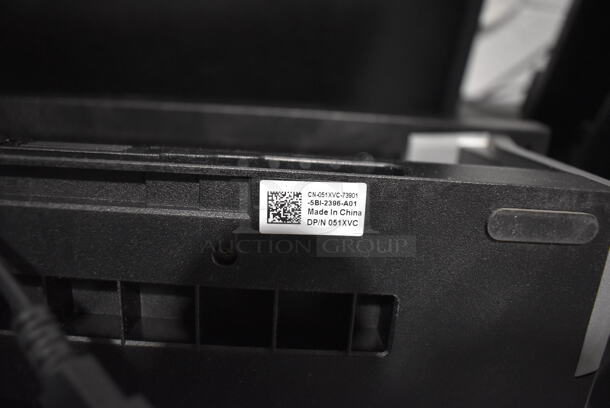 CN-051XVC-73901
-5BI-2396-A01
Made In China
DP/N 051XVC
AUCTION GROUP